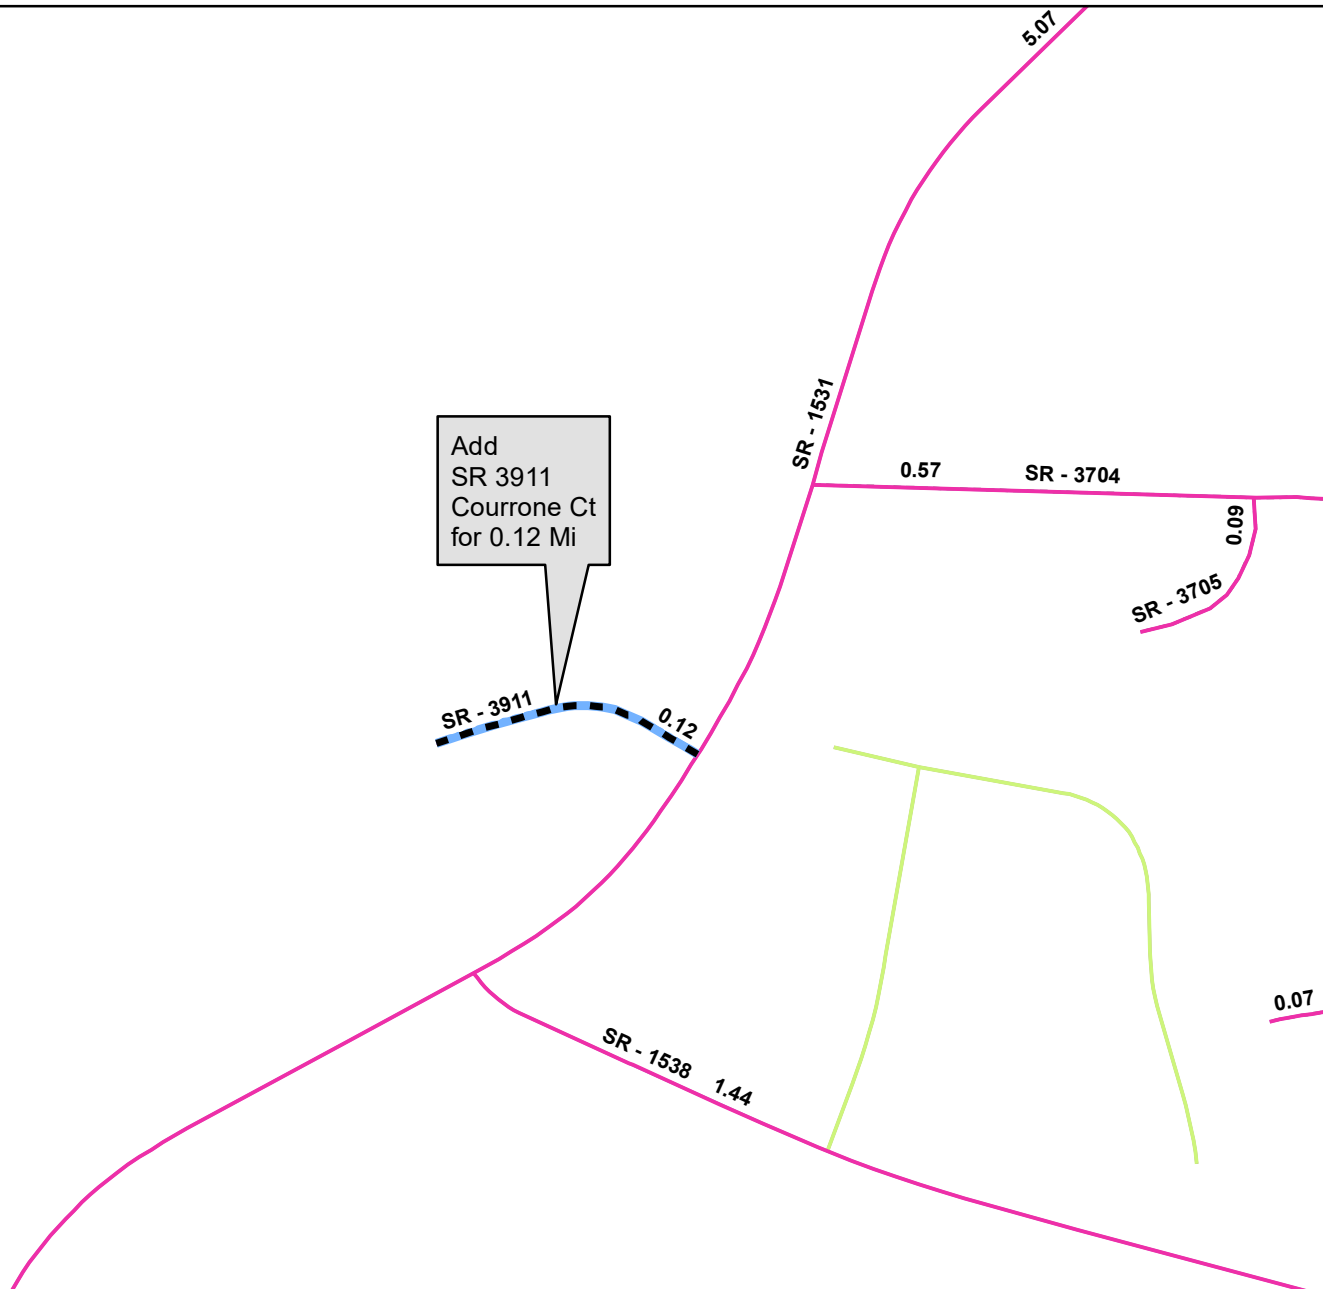 5.07
SR - 1531
Add
SR 3911
Courrone Ct
for 0.12 Mi
0.57
SR - 3704
0.09
SR - 3705
SR - 3911
0.12
0.07
SR - 1538
1.44